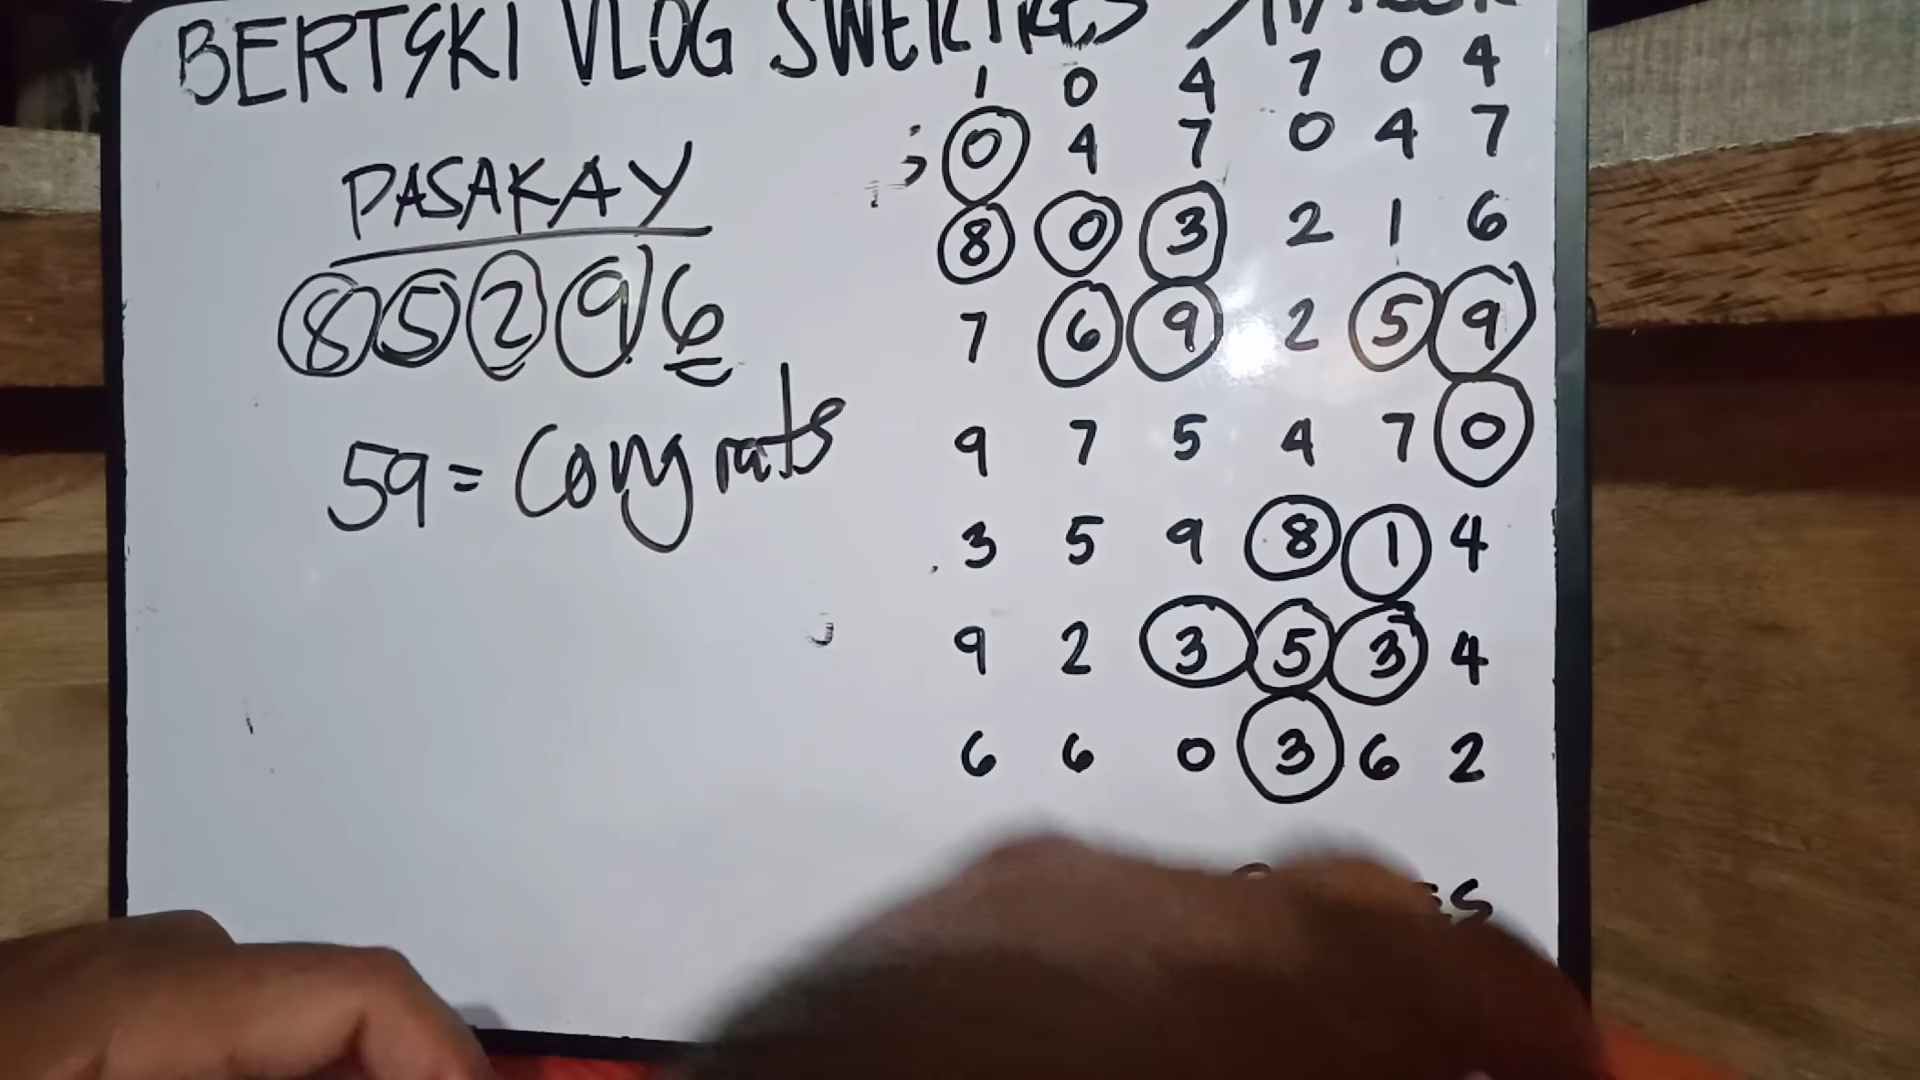 BERTSKI VLOG SWERTRES
PASAKAY
8 5 2 9 6
59 = Congrats
1 0 4 7 0 4
0 4 7 0 4 7
8 0 3 2 1 6
7 6 9 2 5 9
9 7 5 4 7 0
3 5 9 8 1 4
9 2 3 5 3 4
6 6 0 3 6 2